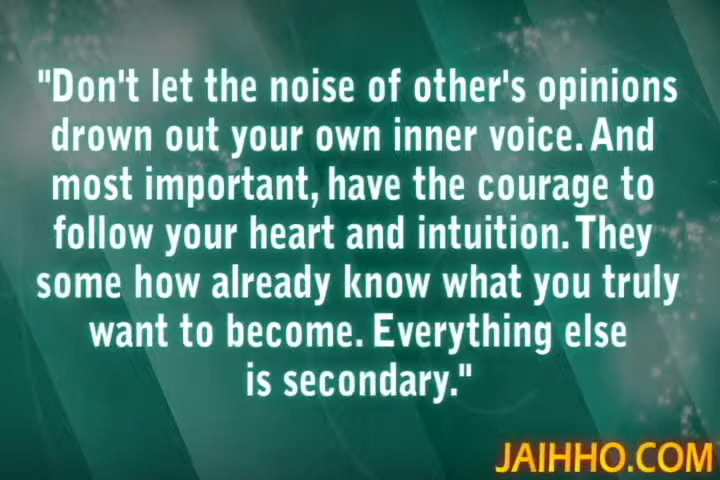 "Don't let the noise of other's opinions
drown out your own inner voice. And
most important, have the courage to
follow your heart and intuition. They
some how already know what you truly
want to become. Everything else
is secondary."
JAIHHO.COM